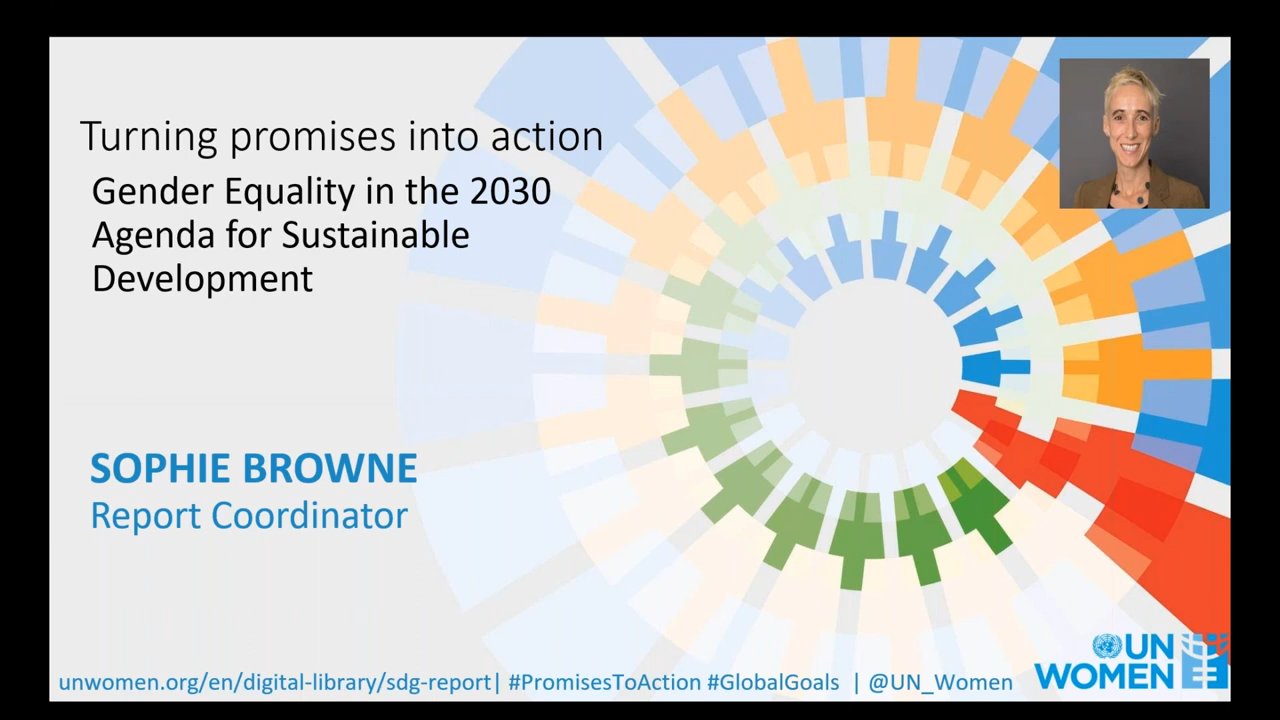 Turning promises into action
Gender Equality in the 2030
Agenda for Sustainable
Development
SOPHIE BROWNE
Report Coordinator
unwomen.org/en/digital-library/sdg-report| #PromisesToAction #GlobalGoals | @UN_Women
UN
WOMEN